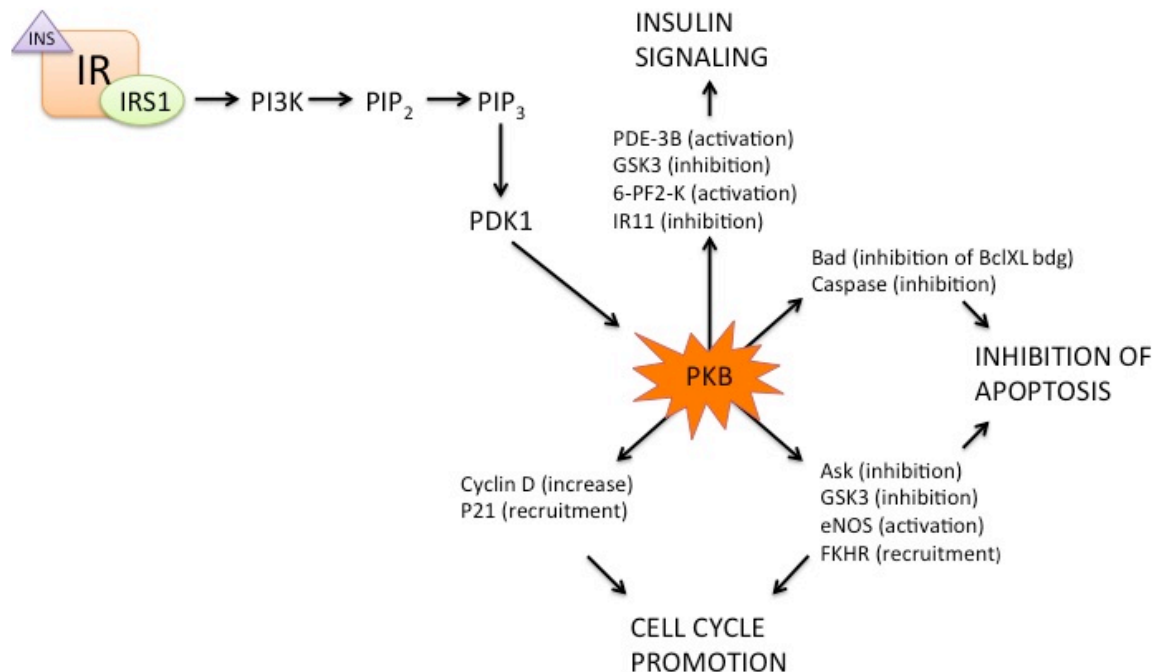 INS
IR
IRS1
PI3K
PIP2
PIP3
PDK1
INSULIN
SIGNALING
PDE-3B (activation)
GSK3 (inhibition)
6-PF2-K (activation)
IR11 (inhibition)
Bad (inhibition of BclXL bdg)
Caspase (inhibition)
INHIBITION OF
APOPTOSIS
PKB
Cyclin D (increase)
P21 (recruitment)
Ask (inhibition)
GSK3 (inhibition)
eNOS (activation)
FKHR (recruitment)
CELL CYCLE
PROMOTION